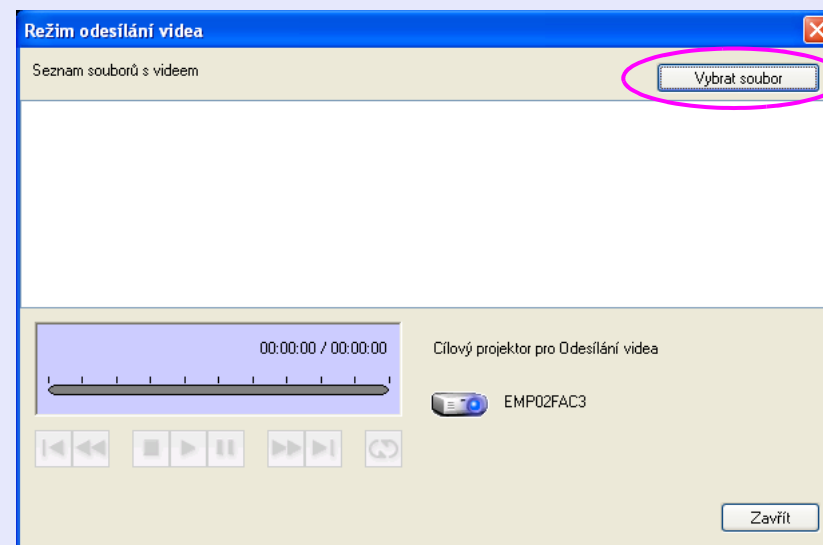 Režim odesílání videa
Seznam souborů s videem
Vybrat soubor
00:00:00 / 00:00:00
Cílový projektor pro Odesílání videa
EMP02FAC3
Zavřít